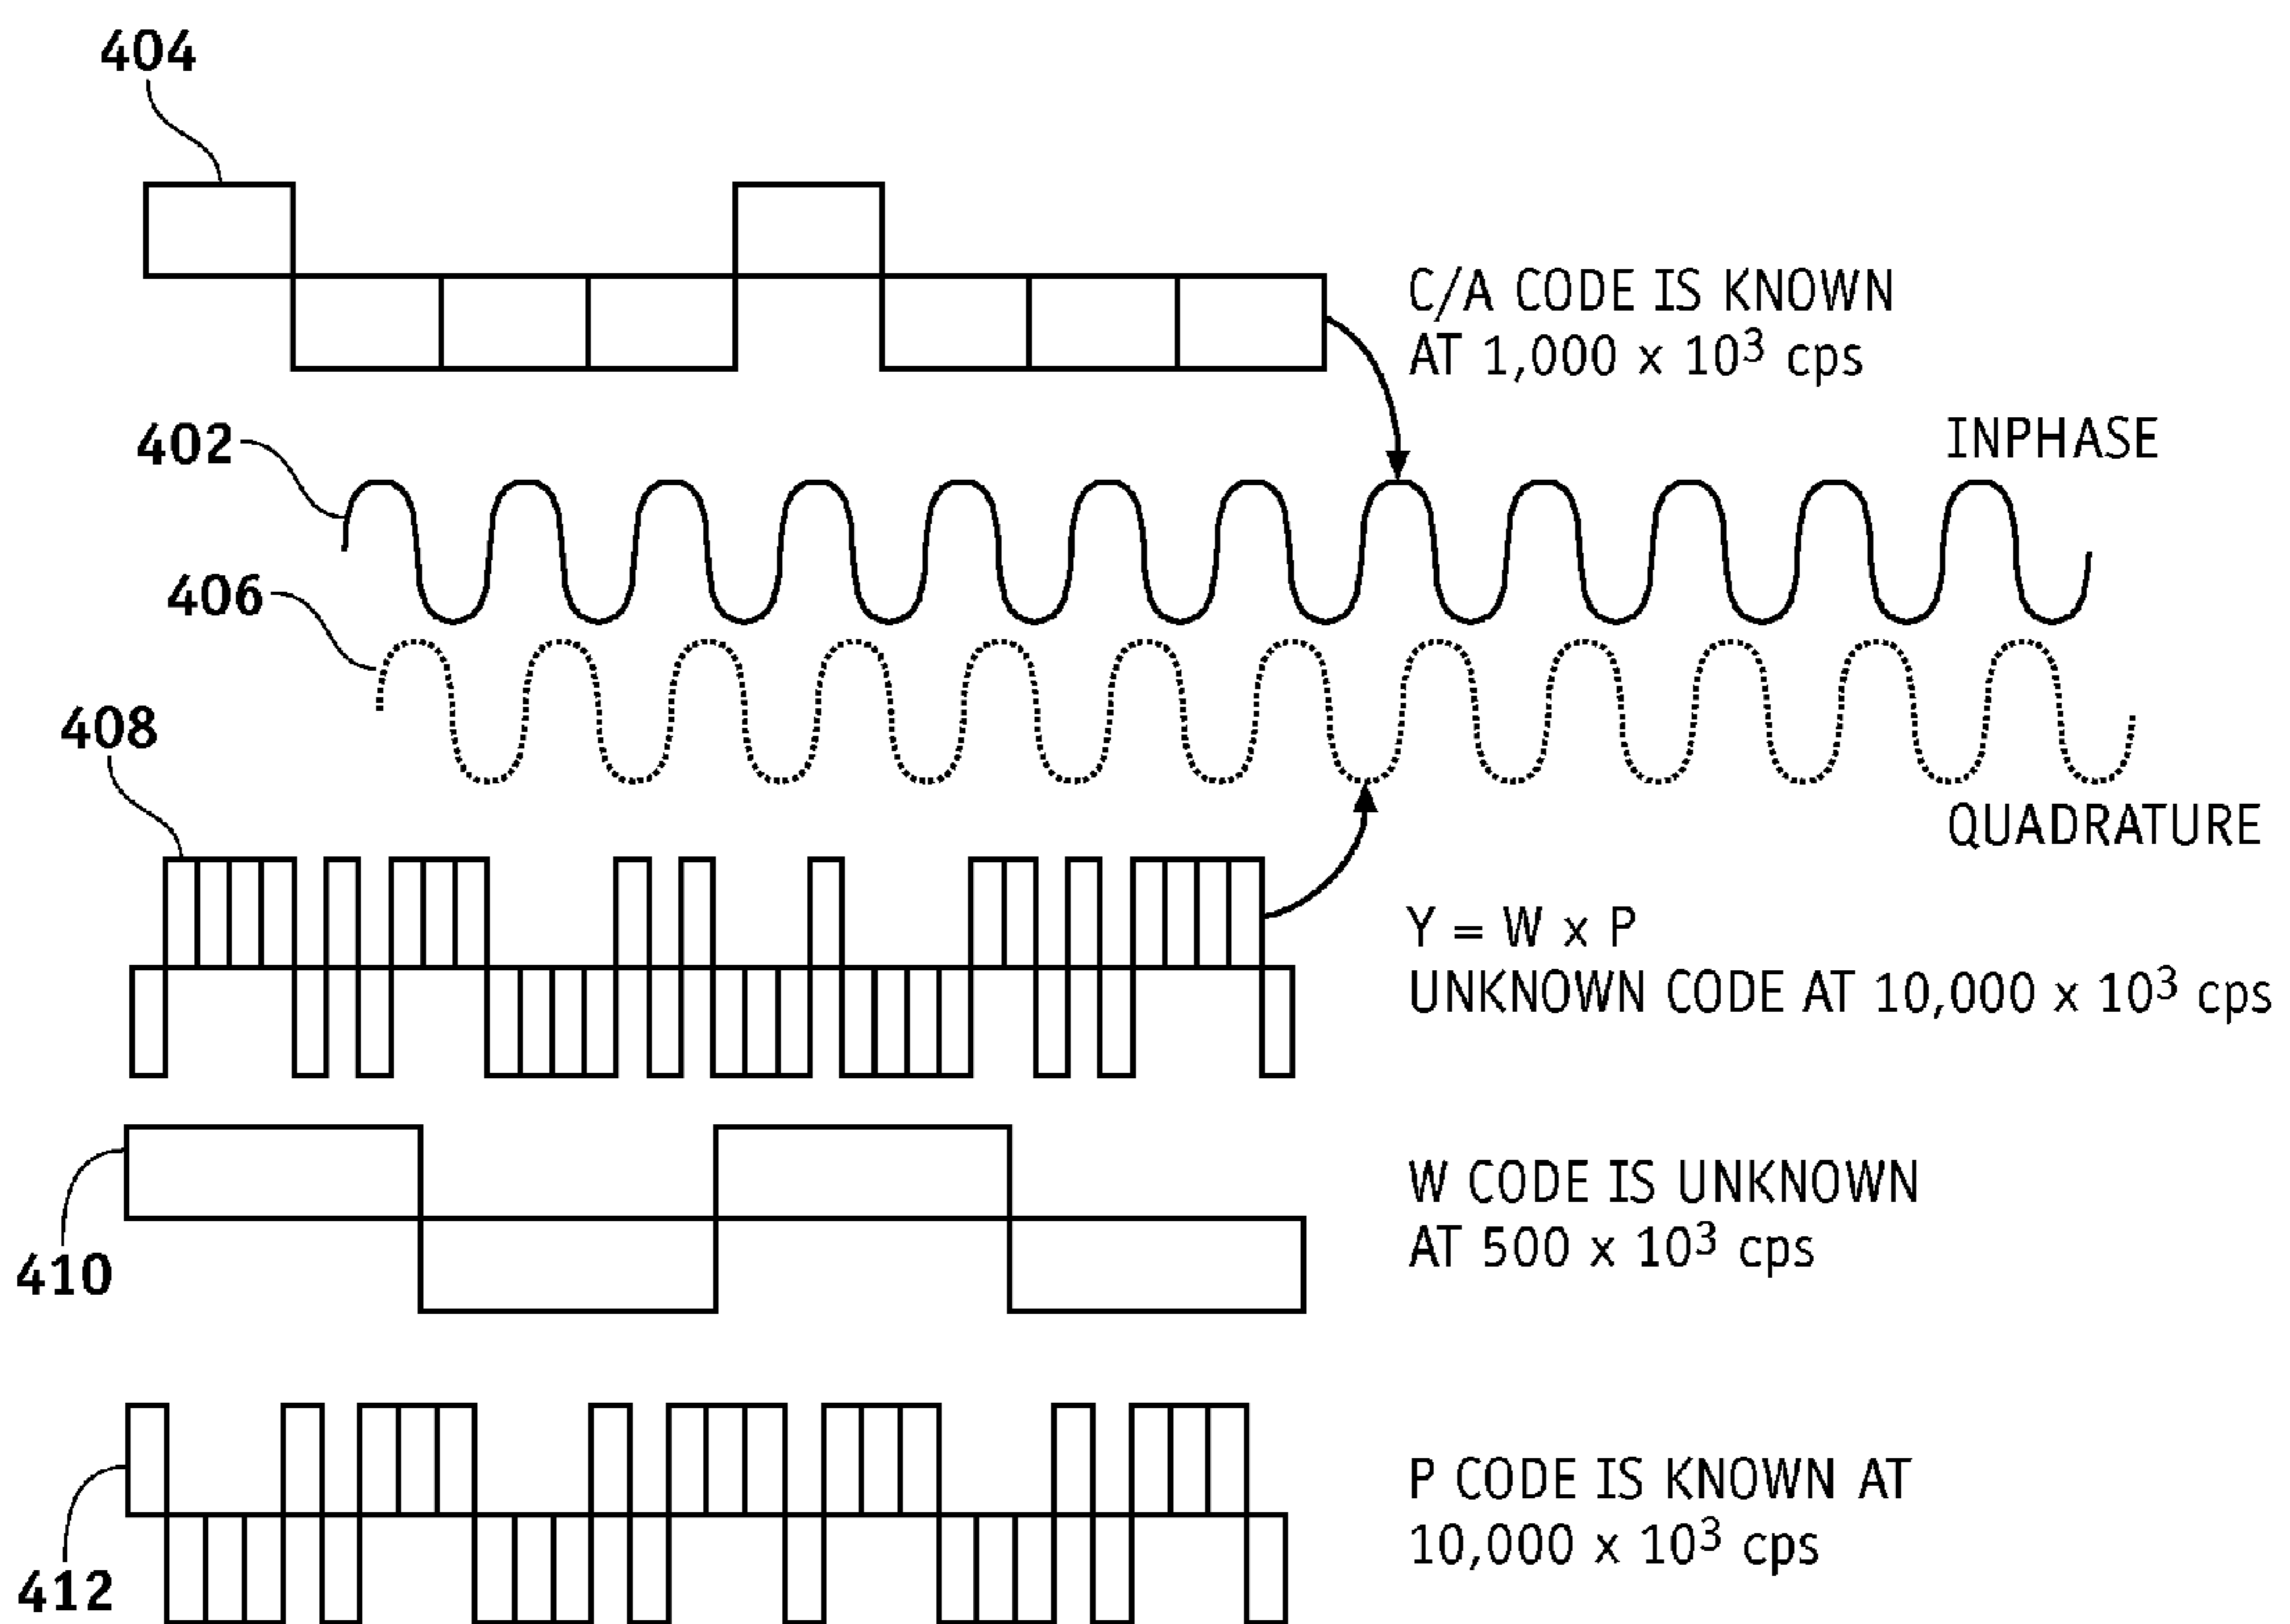 404
C/A CODE IS KNOWN
AT 1,000 x 10³ cps
402
INPHASE
406
408
QUADRATURE
Y = W x P
UNKNOWN CODE AT 10,000 x 10³ cps
W CODE IS UNKNOWN
AT 500 x 10³ cps
410
P CODE IS KNOWN AT
10,000 x 10³ cps
412